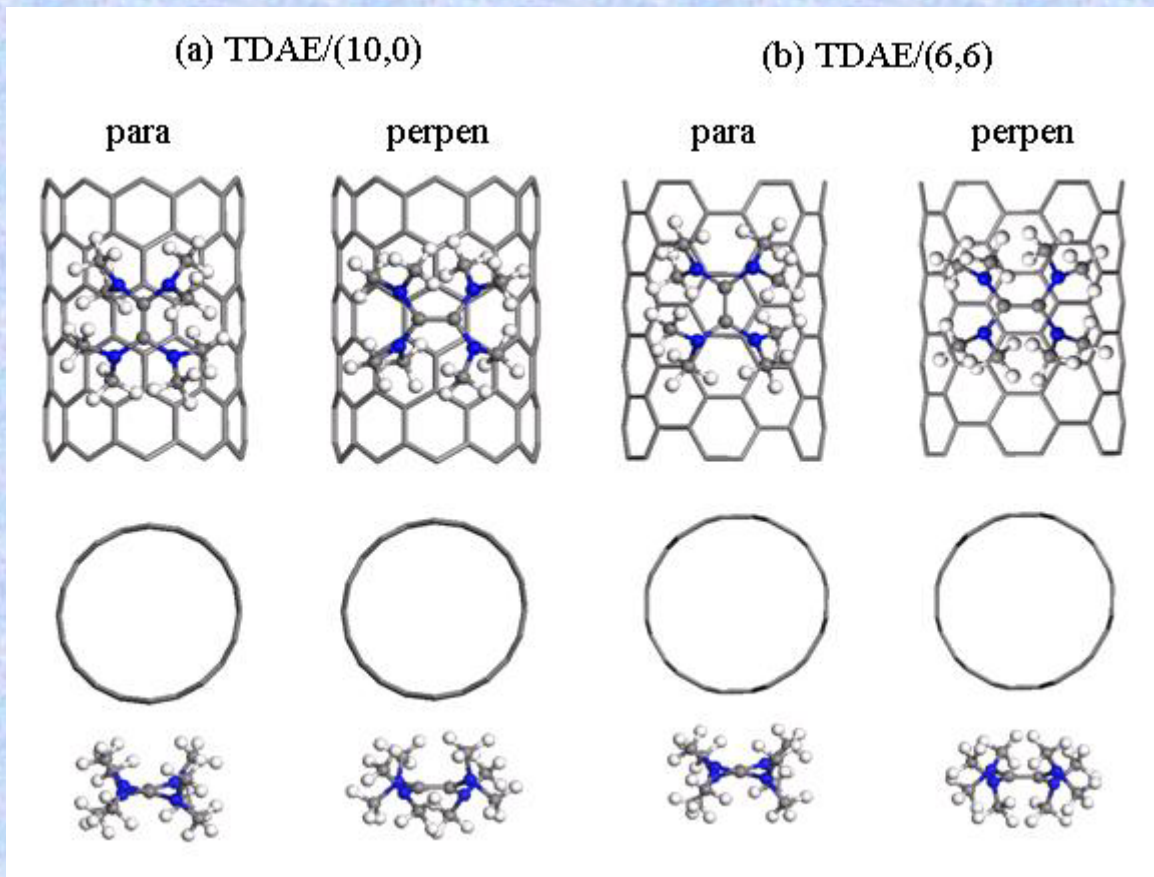 (a) TDAE/(10,0)
(b) TDAE/(6,6)
para
perpen
para
perpen